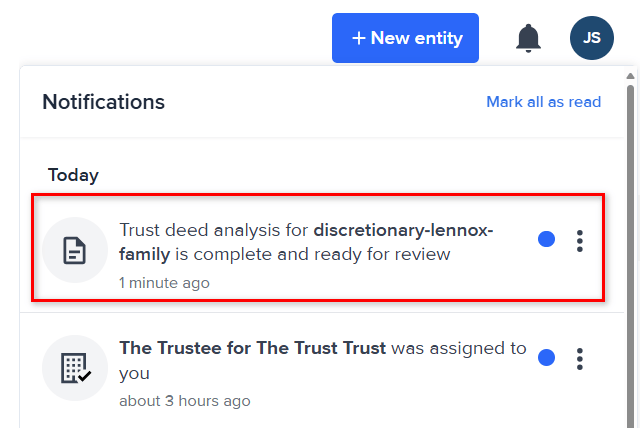 + New entity
JS
Notifications
Mark all as read
Today
Trust deed analysis for discretionary-lennox-
family is complete and ready for review
1 minute ago
The Trustee for The Trust Trust was assigned to
you
about 3 hours ago